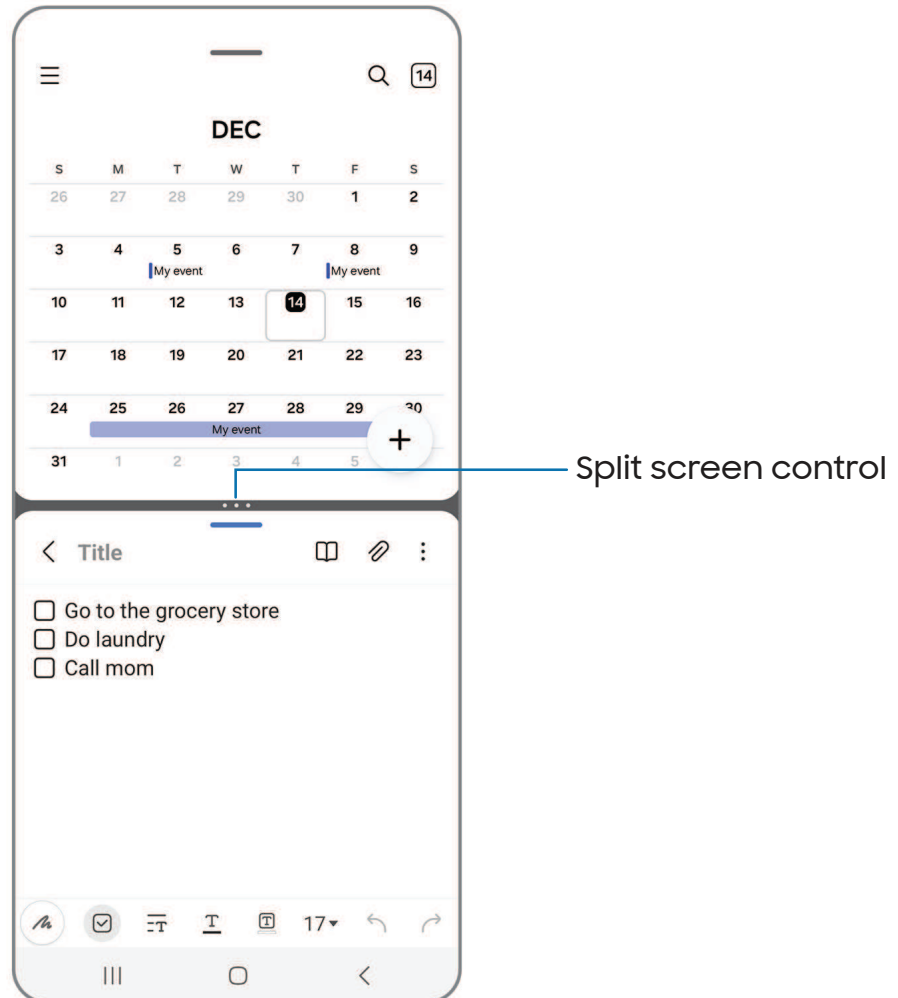 14
DEC
S M T W T F S
26 27 28 29 30 1 2
3 4 5 6 7 8 9
My event My event
10 11 12 13 14 15 16
17 18 19 20 21 22 23
24 25 26 27 28 29 30
My event
31 1 2 3 4 5
Split screen control
Title
Go to the grocery store
Do laundry
Call mom
T T T 17